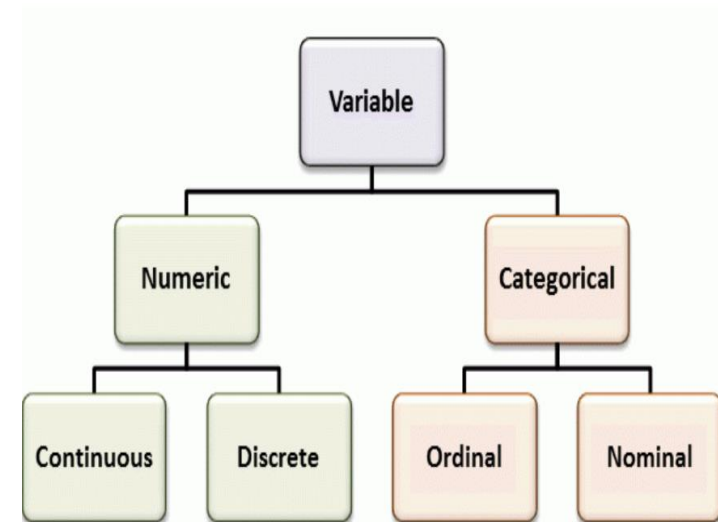 Variable
Numeric
Categorical
Continuous
Discrete
Ordinal
Nominal